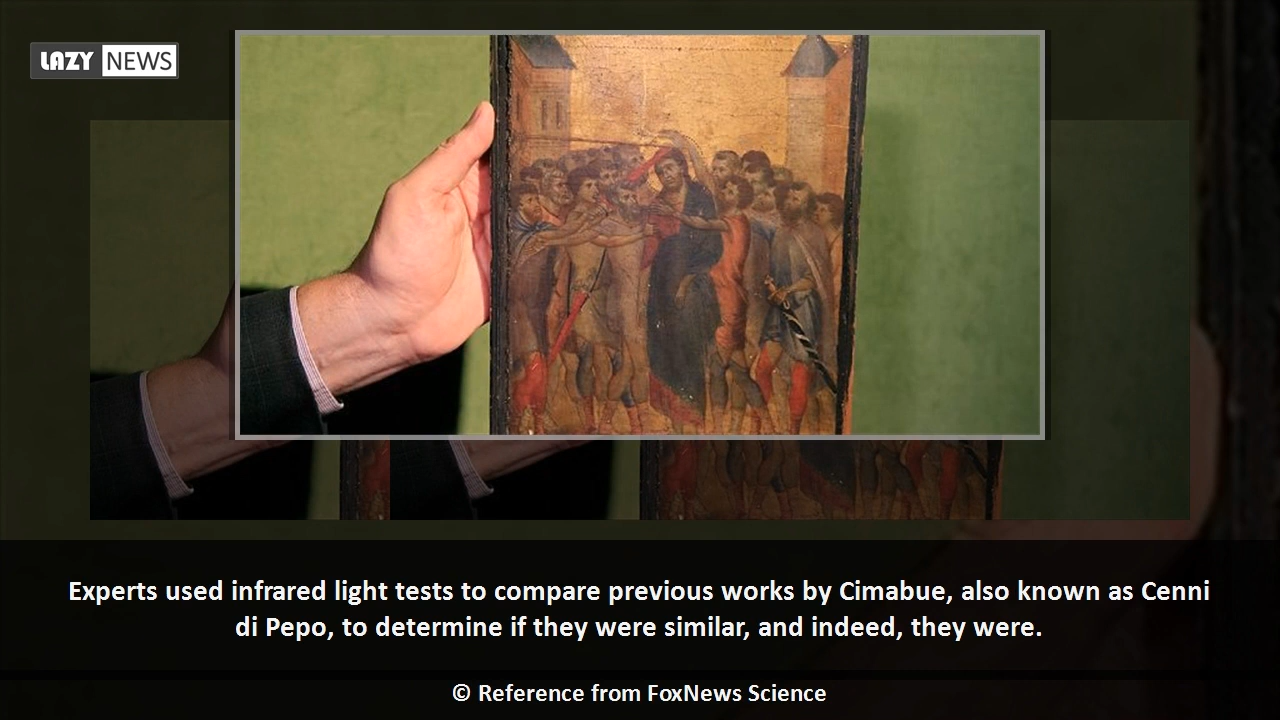 LAZY NEWS
Experts used infrared light tests to compare previous works by Cimabue, also known as Cenni
di Pepo, to determine if they were similar, and indeed, they were.
© Reference from FoxNews Science